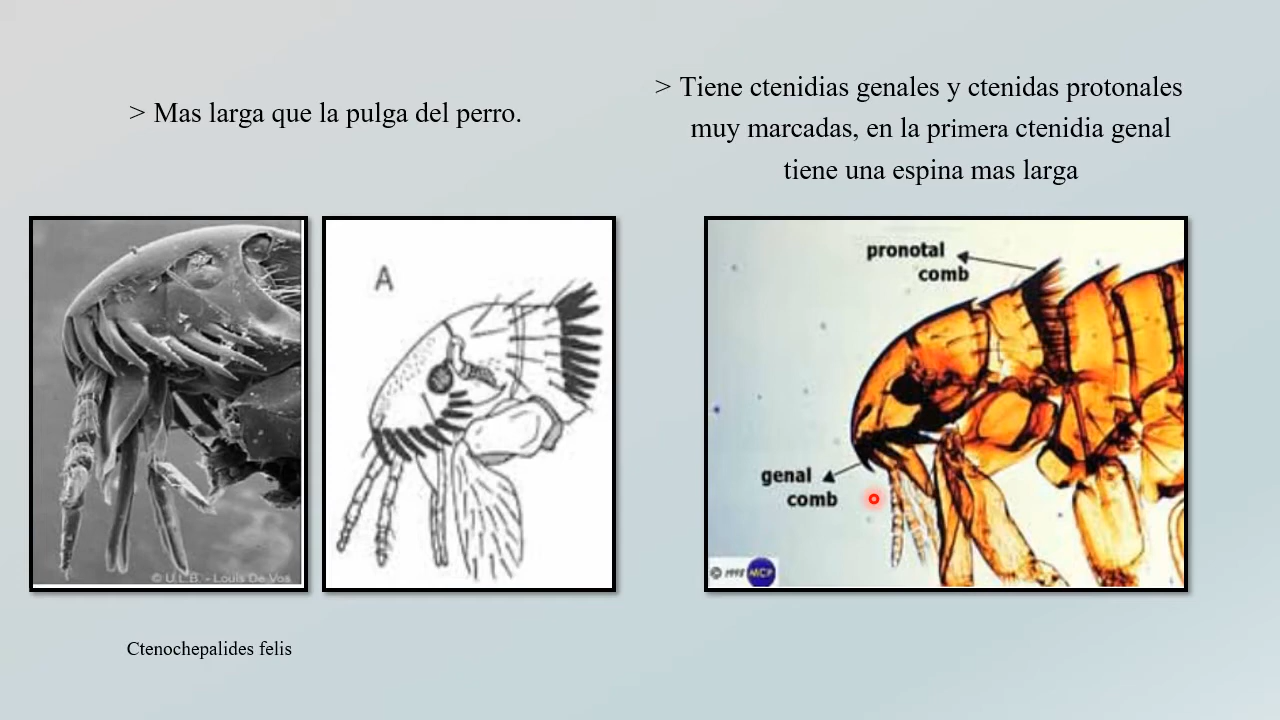 > Mas larga que la pulga del perro.
> Tiene ctenidias genales y ctenidas protonales
muy marcadas, en la primera ctenidia genal
tiene una espina mas larga
© U.L.B. - Louis De Vos
A
pronotal
comb
genal
comb
© 1998 MCP
Ctenochepalides felis